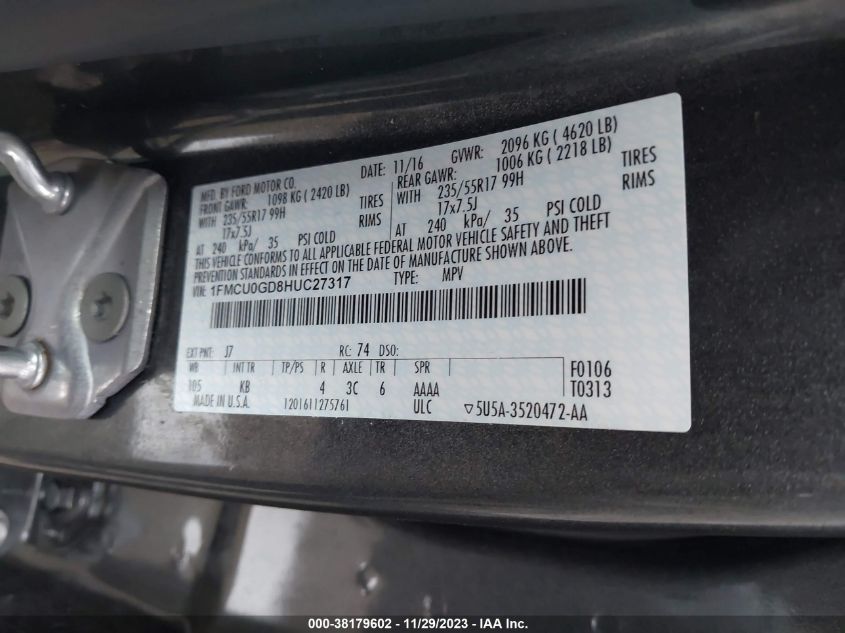 MFD. BY FORD MOTOR CO.
DATE: 11/16 GVWR: 2096 KG ( 4620 LB)
FRONT GAWR: 1098 KG ( 2420 LB)
REAR GAWR: 1006 KG ( 2218 LB)
WITH 235/55R17 99H TIRES
WITH 235/55R17 99H TIRES
17x7.5J RIMS
17x7.5J RIMS
AT 240 kPa/ 35 PSI COLD
AT 240 kPa/ 35 PSI COLD
THIS VEHICLE CONFORMS TO ALL APPLICABLE FEDERAL MOTOR VEHICLE SAFETY AND THEFT
PREVENTION STANDARDS IN EFFECT ON THE DATE OF MANUFACTURE SHOWN ABOVE.
VIN: 1FMCU0GD8HUC27317 TYPE: MPV
EXT PNT: J7 RC: 74 DSO:
WB INT TR TP/PS R AXLE TR SPR
105 KB 4 3C 6 AAAA
F0106
T0313
MADE IN U.S.A. 1201611275761 ULC ▽5U5A-3520472-AA
000-38179602 - 11/29/2023 - IAA Inc.